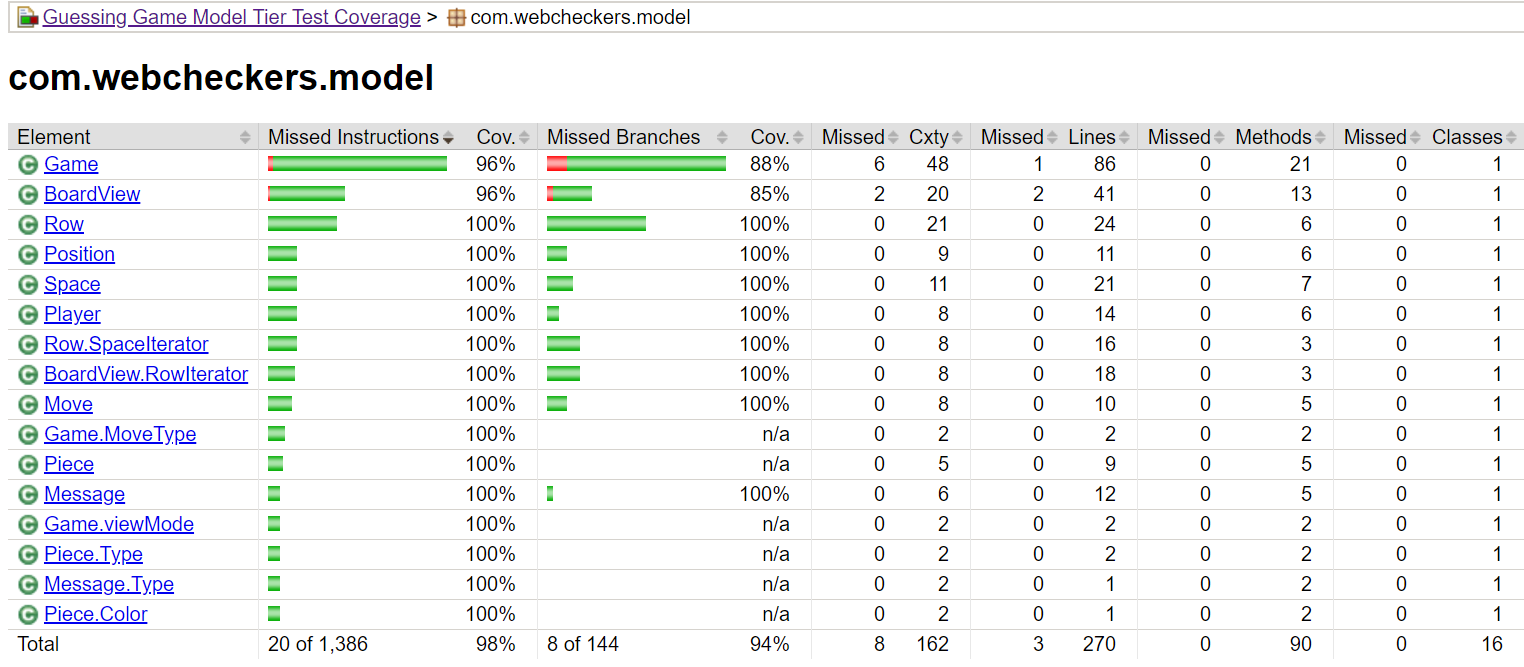 Guessing Game Model Tier Test Coverage > com.webcheckers.model
com.webcheckers.model
Element Missed Instructions Cov. Missed Branches Cov. Missed Cxty Missed Lines Missed Methods Missed Classes
C Game 96% 88% 6 48 1 86 0 21 0 1
C BoardView 96% 85% 2 20 2 41 0 13 0 1
C Row 100% 100% 0 21 0 24 0 6 0 1
C Position 100% 100% 0 9 0 11 0 6 0 1
C Space 100% 100% 0 11 0 21 0 7 0 1
C Player 100% 100% 0 8 0 14 0 6 0 1
C Row.SpaceIterator 100% 100% 0 8 0 16 0 3 0 1
C BoardView.RowIterator 100% 100% 0 8 0 18 0 3 0 1
C Move 100% 100% 0 8 0 10 0 5 0 1
C Game.MoveType 100% n/a 0 2 0 2 0 2 0 1
C Piece 100% n/a 0 5 0 9 0 5 0 1
C Message 100% 100% 0 6 0 12 0 5 0 1
C Game.viewMode 100% n/a 0 2 0 2 0 2 0 1
C Piece.Type 100% n/a 0 2 0 2 0 2 0 1
C Message.Type 100% n/a 0 2 0 1 0 2 0 1
C Piece.Color 100% n/a 0 2 0 1 0 2 0 1
Total 20 of 1,386 98% 8 of 144 94% 8 162 3 270 0 90 0 16